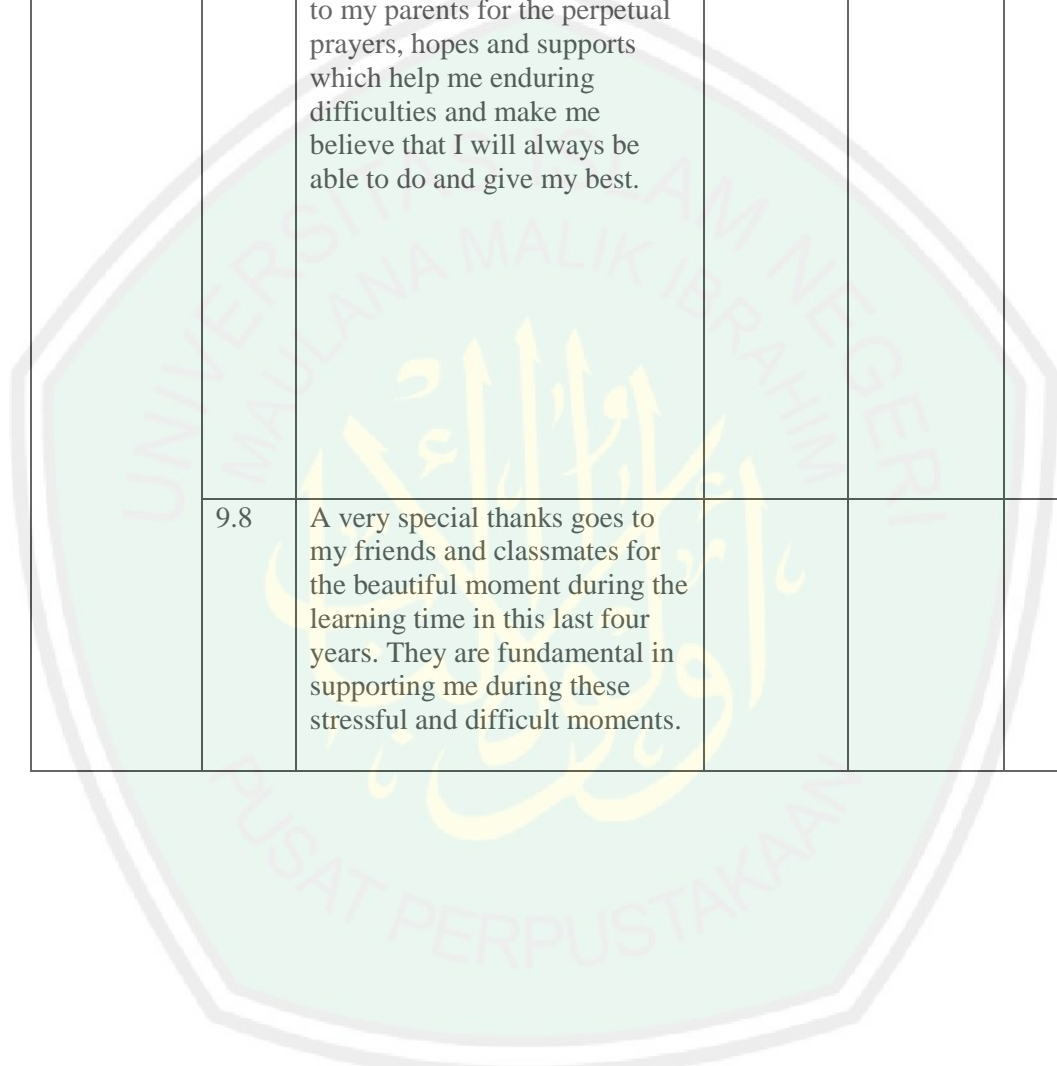 to my parents for the perpetual
prayers, hopes and supports
which help me enduring
difficulties and make me
believe that I will always be
able to do and give my best.
9.8
A very special thanks goes to
my friends and classmates for
the beautiful moment during the
learning time in this last four
years. They are fundamental in
supporting me during these
stressful and difficult moments.
UNIVERSITAS ISLAM NEGERI
MAULANA MALIK IBRAHIM
PUSAT PERPUSTAKAAN